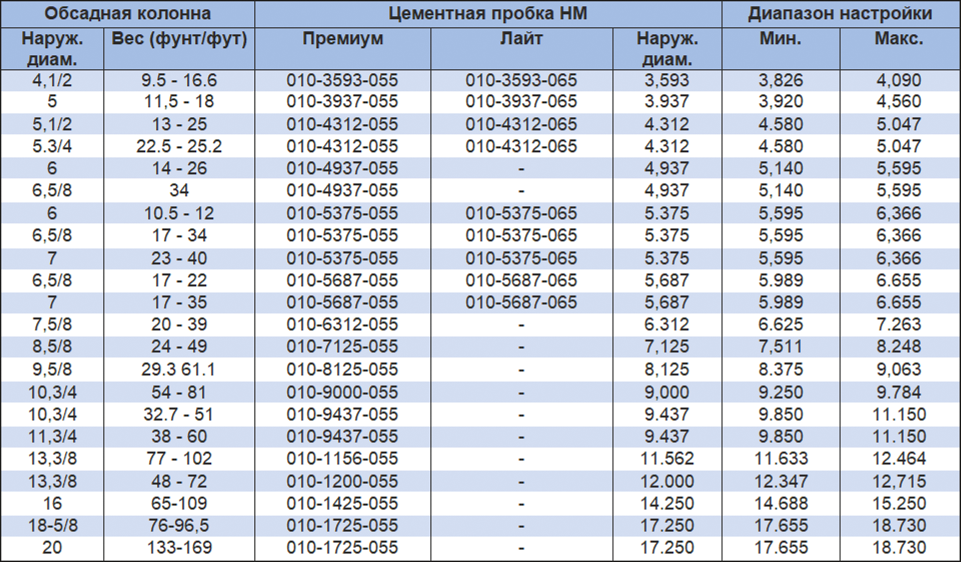 Обсадная колонна Цементная пробка НМ Диапазон настройки
Наруж. диам. Вес (фунт/фут) Премиум Лайт Наруж. диам. Мин. Макс.
4,1/2 9.5 - 16.6 010-3593-055 010-3593-065 3,593 3,826 4,090
5 11,5 - 18 010-3937-055 010-3937-065 3.937 3,920 4,560
5,1/2 13 - 25 010-4312-055 010-4312-065 4.312 4.580 5.047
5.3/4 22.5 - 25.2 010-4312-055 010-4312-065 4.312 4.580 5.047
6 14 - 26 010-4937-055 - 4,937 5,140 5,595
6,5/8 34 010-4937-055 - 4,937 5,140 5,595
6 10.5 - 12 010-5375-055 010-5375-065 5.375 5,595 6,366
6,5/8 17 - 34 010-5375-055 010-5375-065 5.375 5,595 6,366
7 23 - 40 010-5375-055 010-5375-065 5.375 5,595 6,366
6,5/8 17 - 22 010-5687-055 010-5687-065 5,687 5.989 6.655
7 17 - 35 010-5687-055 010-5687-065 5,687 5.989 6.655
7,5/8 20 - 39 010-6312-055 - 6.312 6.625 7.263
8,5/8 24 - 49 010-7125-055 - 7,125 7,511 8.248
9,5/8 29.3 61.1 010-8125-055 - 8,125 8.375 9,063
10,3/4 54 - 81 010-9000-055 - 9,000 9.250 9.784
10,3/4 32.7 - 51 010-9437-055 - 9.437 9.850 11.150
11,3/4 38 - 60 010-9437-055 - 9.437 9.850 11.150
13,3/8 77 - 102 010-1156-055 - 11.562 11.633 12.464
13,3/8 48 - 72 010-1200-055 - 12.000 12.347 12,715
16 65-109 010-1425-055 - 14.250 14.688 15.250
18-5/8 76-96,5 010-1725-055 - 17.250 17.655 18.730
20 133-169 010-1725-055 - 17.250 17.655 18.730